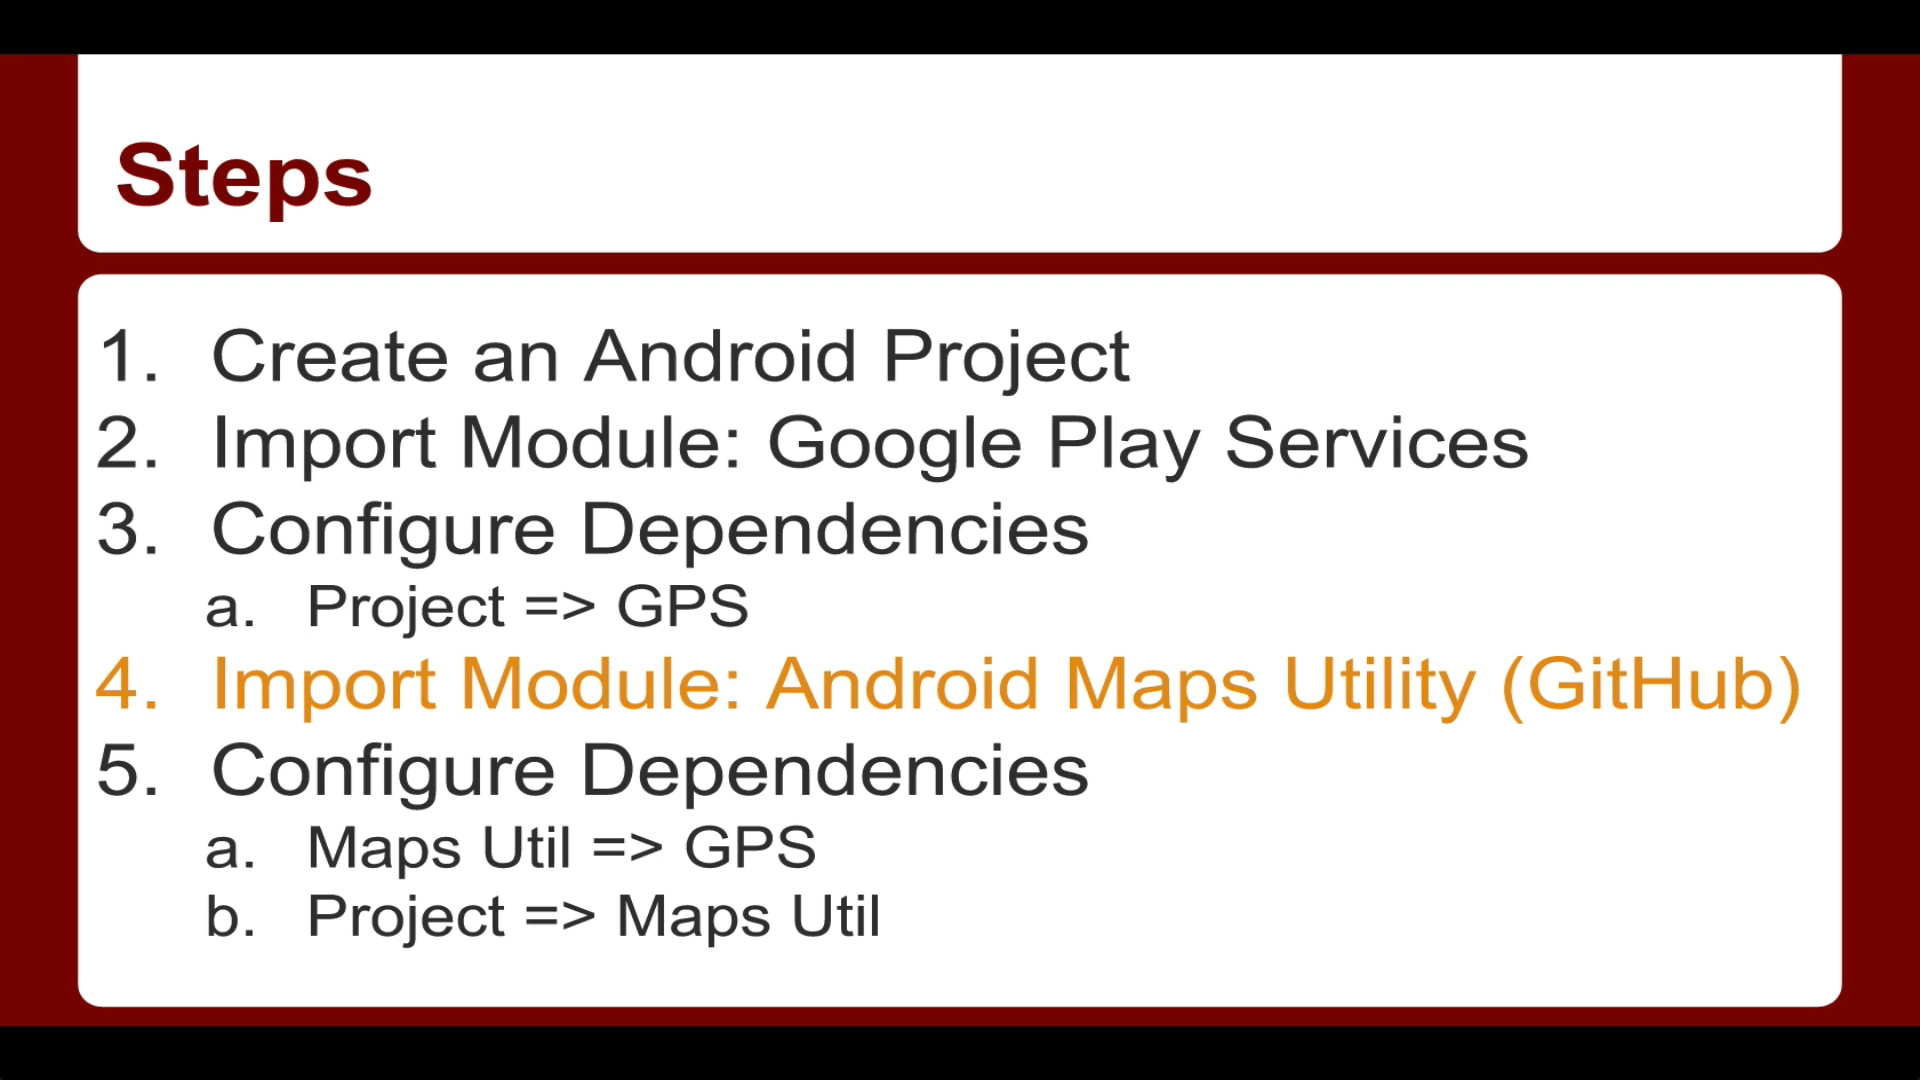 Steps
1. Create an Android Project
2. Import Module: Google Play Services
3. Configure Dependencies
a. Project => GPS
4. Import Module: Android Maps Utility (GitHub)
5. Configure Dependencies
a. Maps Util => GPS
b. Project => Maps Util